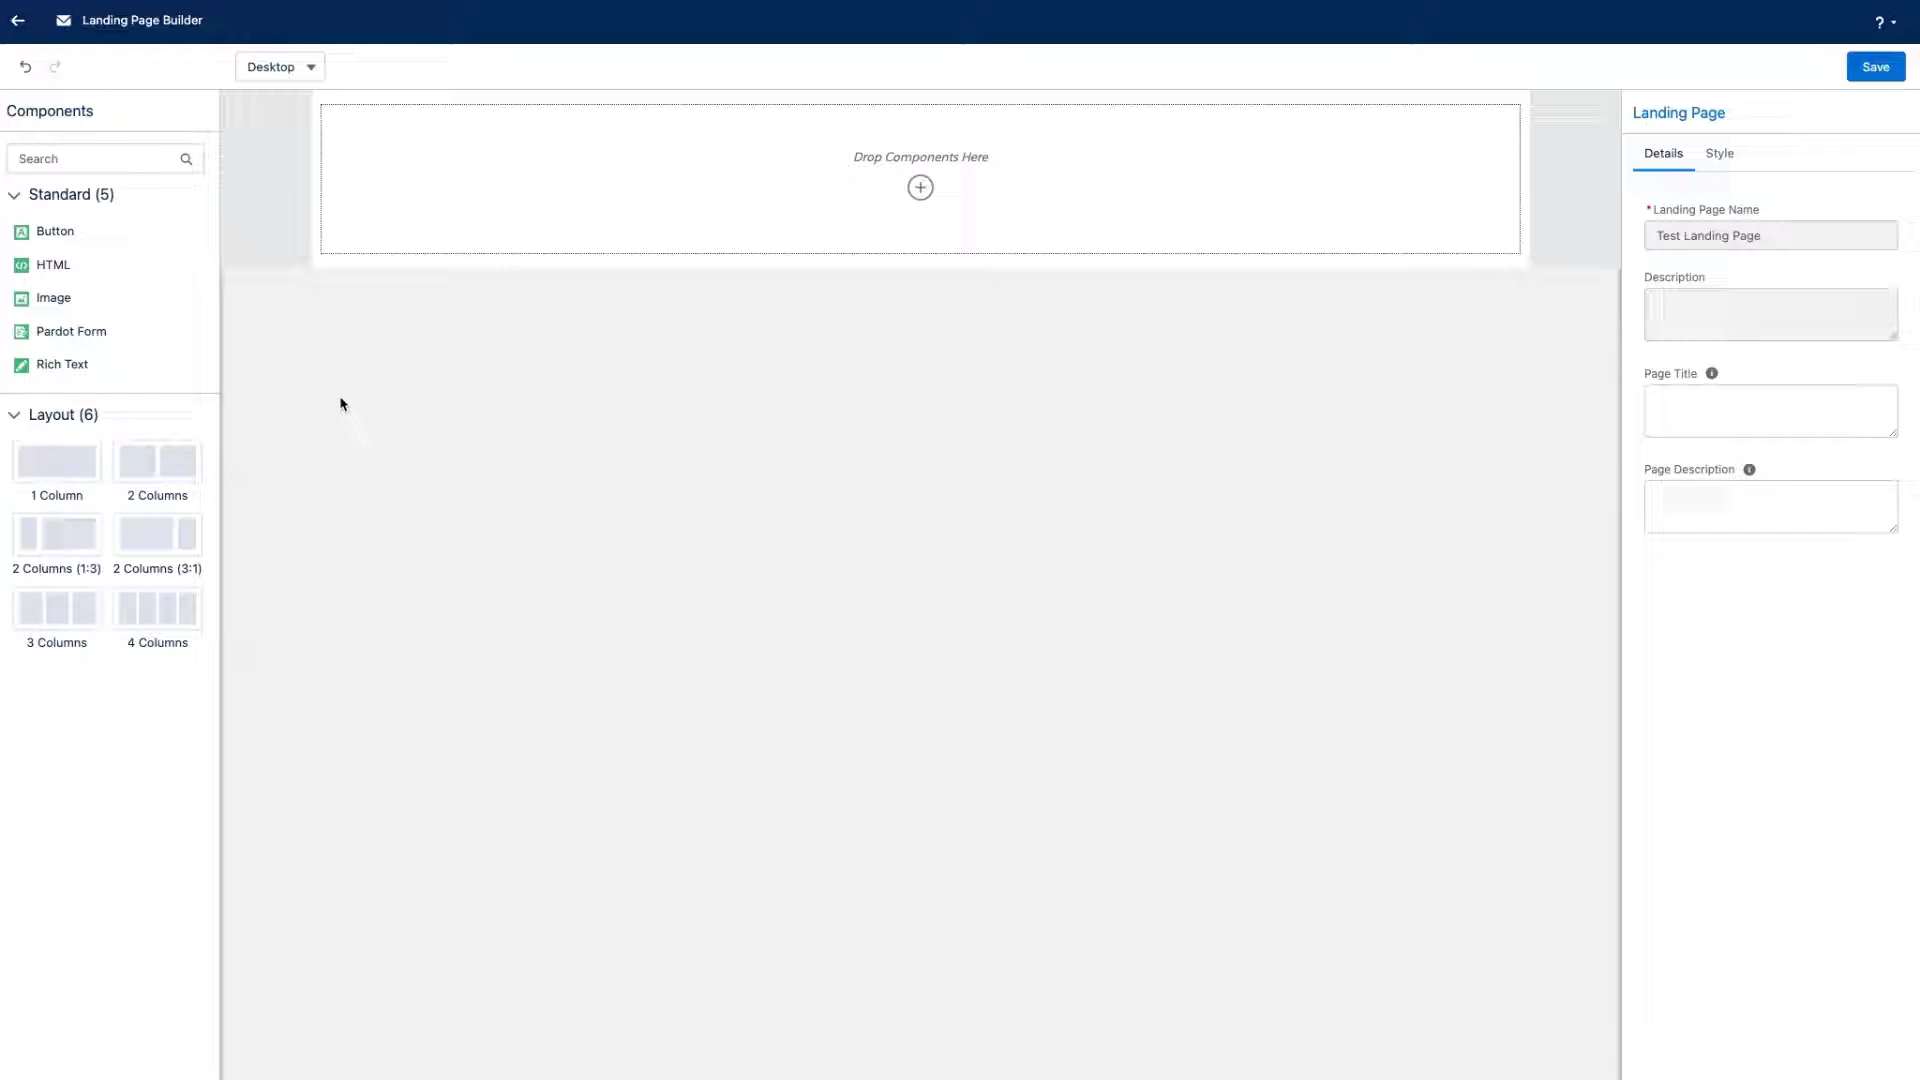 Landing Page Builder
?
Desktop
Save
Components
Search
Standard (5)
Button
HTML
Image
Pardot Form
Rich Text
Layout (6)
1 Column
2 Columns
2 Columns (1:3)
2 Columns (3:1)
3 Columns
4 Columns
Drop Components Here
Landing Page
Details
Style
* Landing Page Name
Test Landing Page
Description
Page Title
Page Description